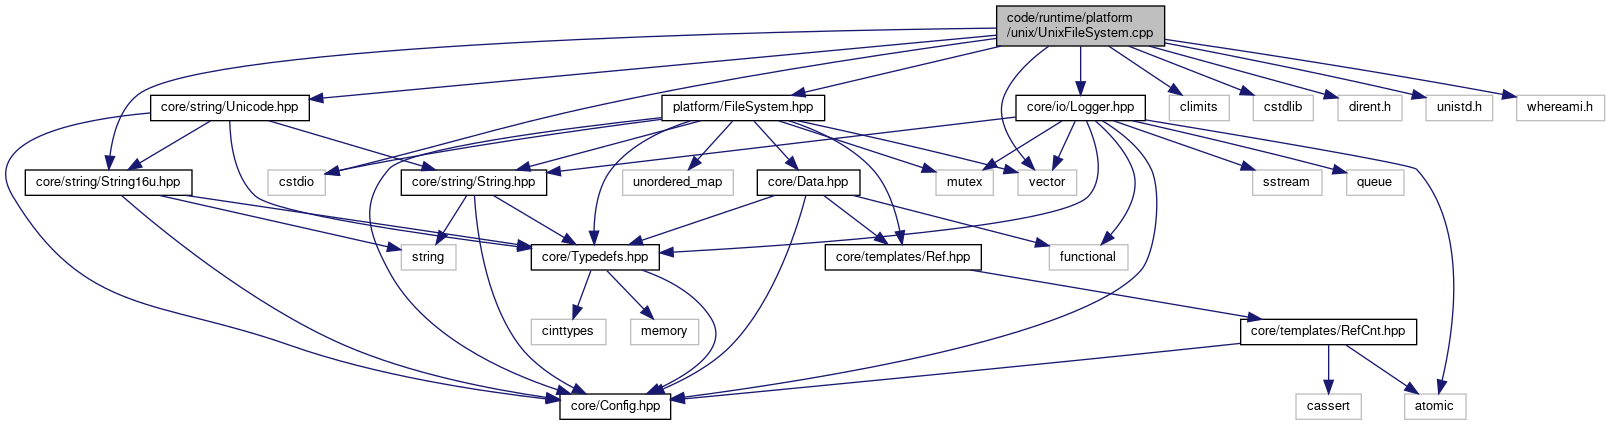 code/runtime/platform
/unix/UnixFileSystem.cpp
core/string/Unicode.hpp
platform/FileSystem.hpp
core/io/Logger.hpp
climits
cstdlib
dirent.h
unistd.h
whereami.h
core/string/String16u.hpp
cstdio
core/string/String.hpp
unordered_map
core/Data.hpp
mutex
vector
sstream
queue
string
core/Typedefs.hpp
core/templates/Ref.hpp
functional
cinttypes
memory
core/templates/RefCnt.hpp
core/Config.hpp
cassert
atomic